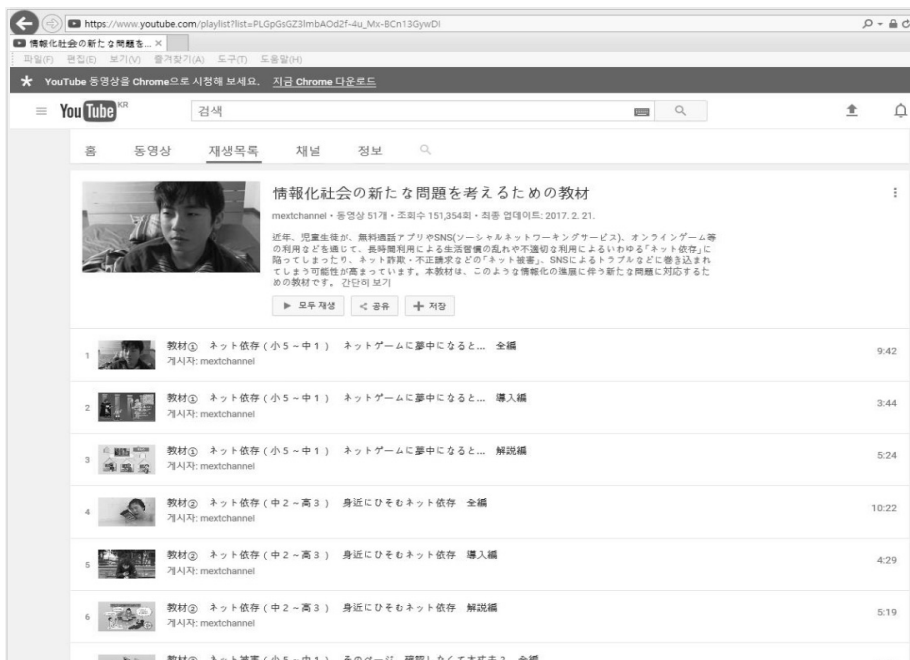 https://www.youtube.com/playlist?list=PLGpGsGZ3lmbAOd2f-4u_Mx-BCn13GywDI
情報化社会の新たな問題を... ×
파일(F) 편집(E) 보기(V) 즐겨찾기(A) 도구(T) 도움말(H)
YouTube 동영상을 Chrome으로 시청해 보세요. 지금 Chrome 다운로드
YouTube KR
검색
홈 동영상 재생목록 채널 정보
情報化社会の新たな問題を考えるための教材
mextchannel • 동영상 51개 • 조회수 151,354회 • 최종 업데이트: 2017. 2. 21.
近年、児童生徒が、無料通話アプリやSNS(ソーシャルネットワーキングサービス)、オンラインゲーム等
の利用などを通じて、長時間利用による生活習慣の乱れや不適切な利用によるいわゆる「ネット依存」に
陥ってしまったり、ネット詐欺・不正請求などの「ネット被害」、SNSによるトラブルなどに巻き込まれ
てしまう可能性が高まっています。本教材は、このような情報化の進展に伴う新たな問題に対応するた
めの教材です。 간단히 보기
모두 재생 공유 저장
1 教材① ネット依存(小5~中1) ネットゲームに夢中になると... 全編 9:42
게시자: mextchannel
2 教材① ネット依存(小5~中1) ネットゲームに夢中になると... 導入編 3:44
게시자: mextchannel
3 教材① ネット依存(小5~中1) ネットゲームに夢中になると... 解説編 5:24
게시자: mextchannel
4 教材② ネット依存(中2~高3) 身近にひそむネット依存 全編 10:22
게시자: mextchannel
5 教材② ネット依存(中2~高3) 身近にひそむネット依存 導入編 4:29
게시자: mextchannel
6 教材② ネット依存(中2~高3) 身近にひそむネット依存 解説編 5:19
게시자: mextchannel